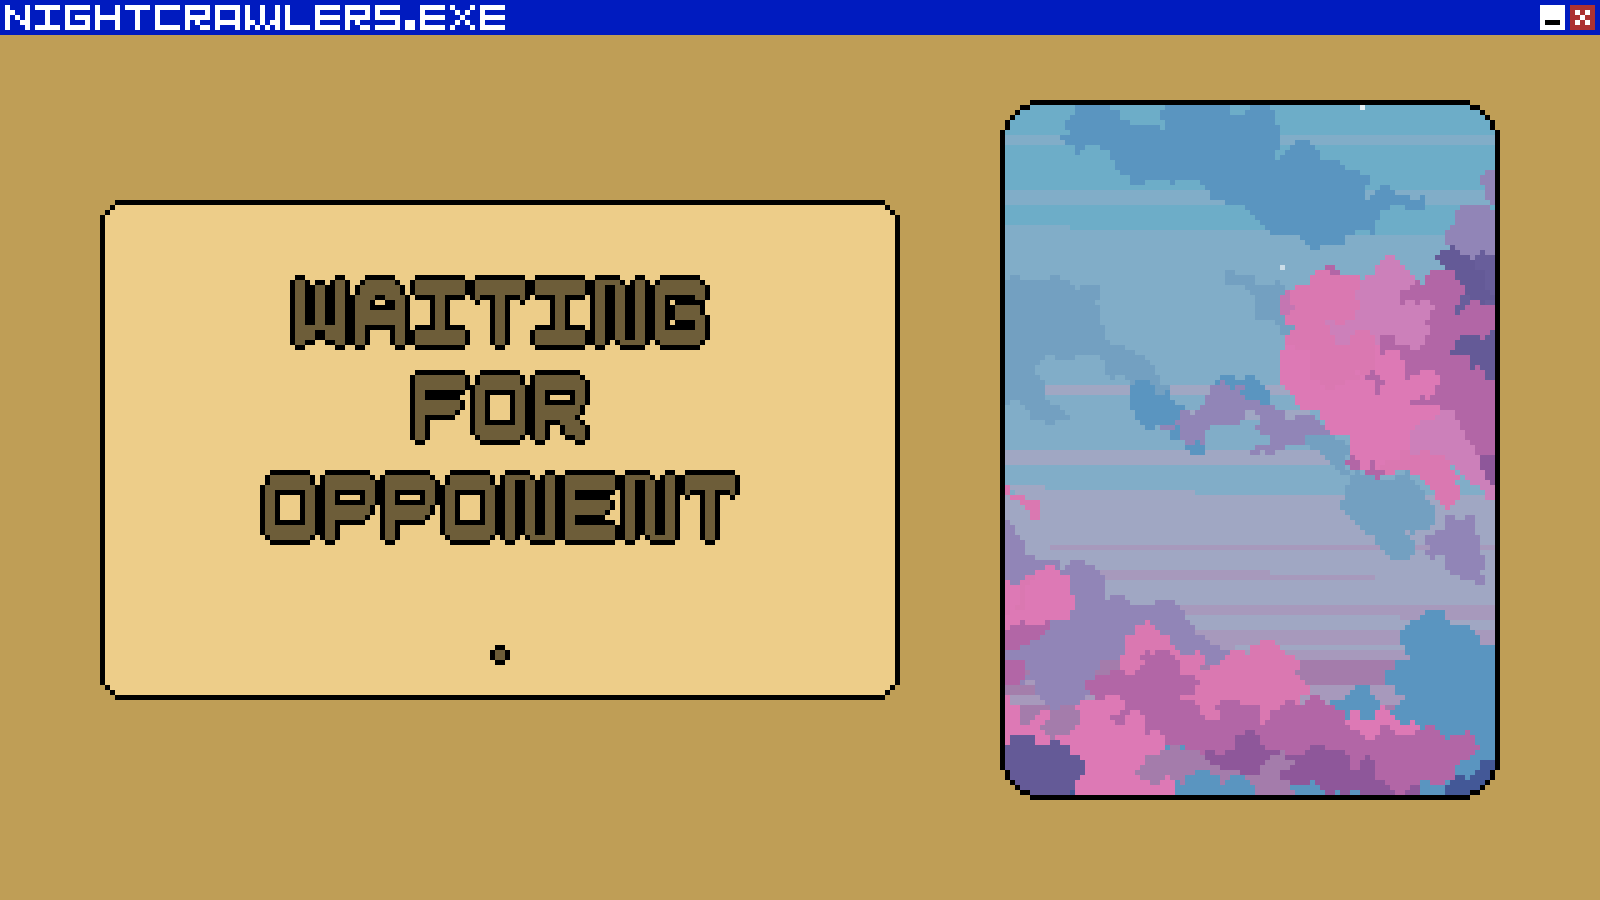 NIGHTCRAWLERS.EXE
WAITING
FOR
OPPONENT
.